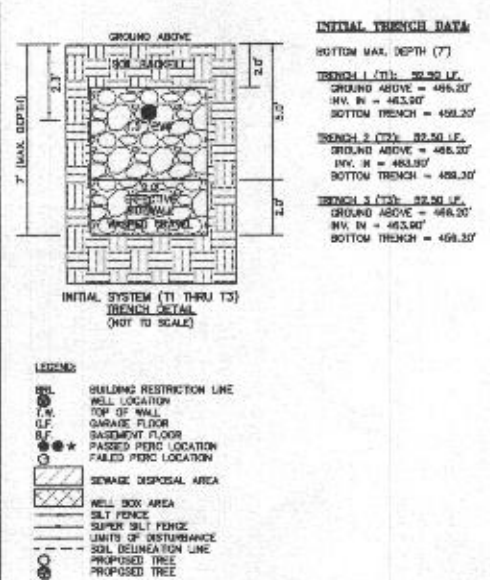 GROUND ABOVE
SOIL BACKFILL
2.3'
2.0'
5.0'
7' (MAX. DEPTH)
2.0'
EFFECTIVE
SIDEWALL
WASHED GRAVEL
2.0'
INITIAL SYSTEM (T1 THRU T3)
TRENCH DETAIL
(NOT TO SCALE)
INITIAL TRENCH DATA
BOTTOM MAX. DEPTH (7')
TRENCH 1 (T1): 52.50 LF.
GROUND ABOVE = 466.20'
INV. IN = 463.90'
BOTTOM TRENCH = 459.20'
TRENCH 2 (T2): 52.50 LF.
GROUND ABOVE = 466.20'
INV. IN = 463.90'
BOTTOM TRENCH = 459.20'
TRENCH 3 (T3): 52.50 LF.
GROUND ABOVE = 466.20'
INV. IN = 463.90'
BOTTOM TRENCH = 459.20'
LEGEND:
BRL BUILDING RESTRICTION LINE
WELL LOCATION
T.W. TOP OF WALL
G.F. GARAGE FLOOR
B.F. BASEMENT FLOOR
PASSED PERC LOCATION
FAILED PERC LOCATION
SEWAGE DISPOSAL AREA
WELL BOX AREA
SILT FENCE
SUPER SILT FENCE
LIMITS OF DISTURBANCE
SOIL DELINEATION LINE
PROPOSED TREE
PROPOSED TREE